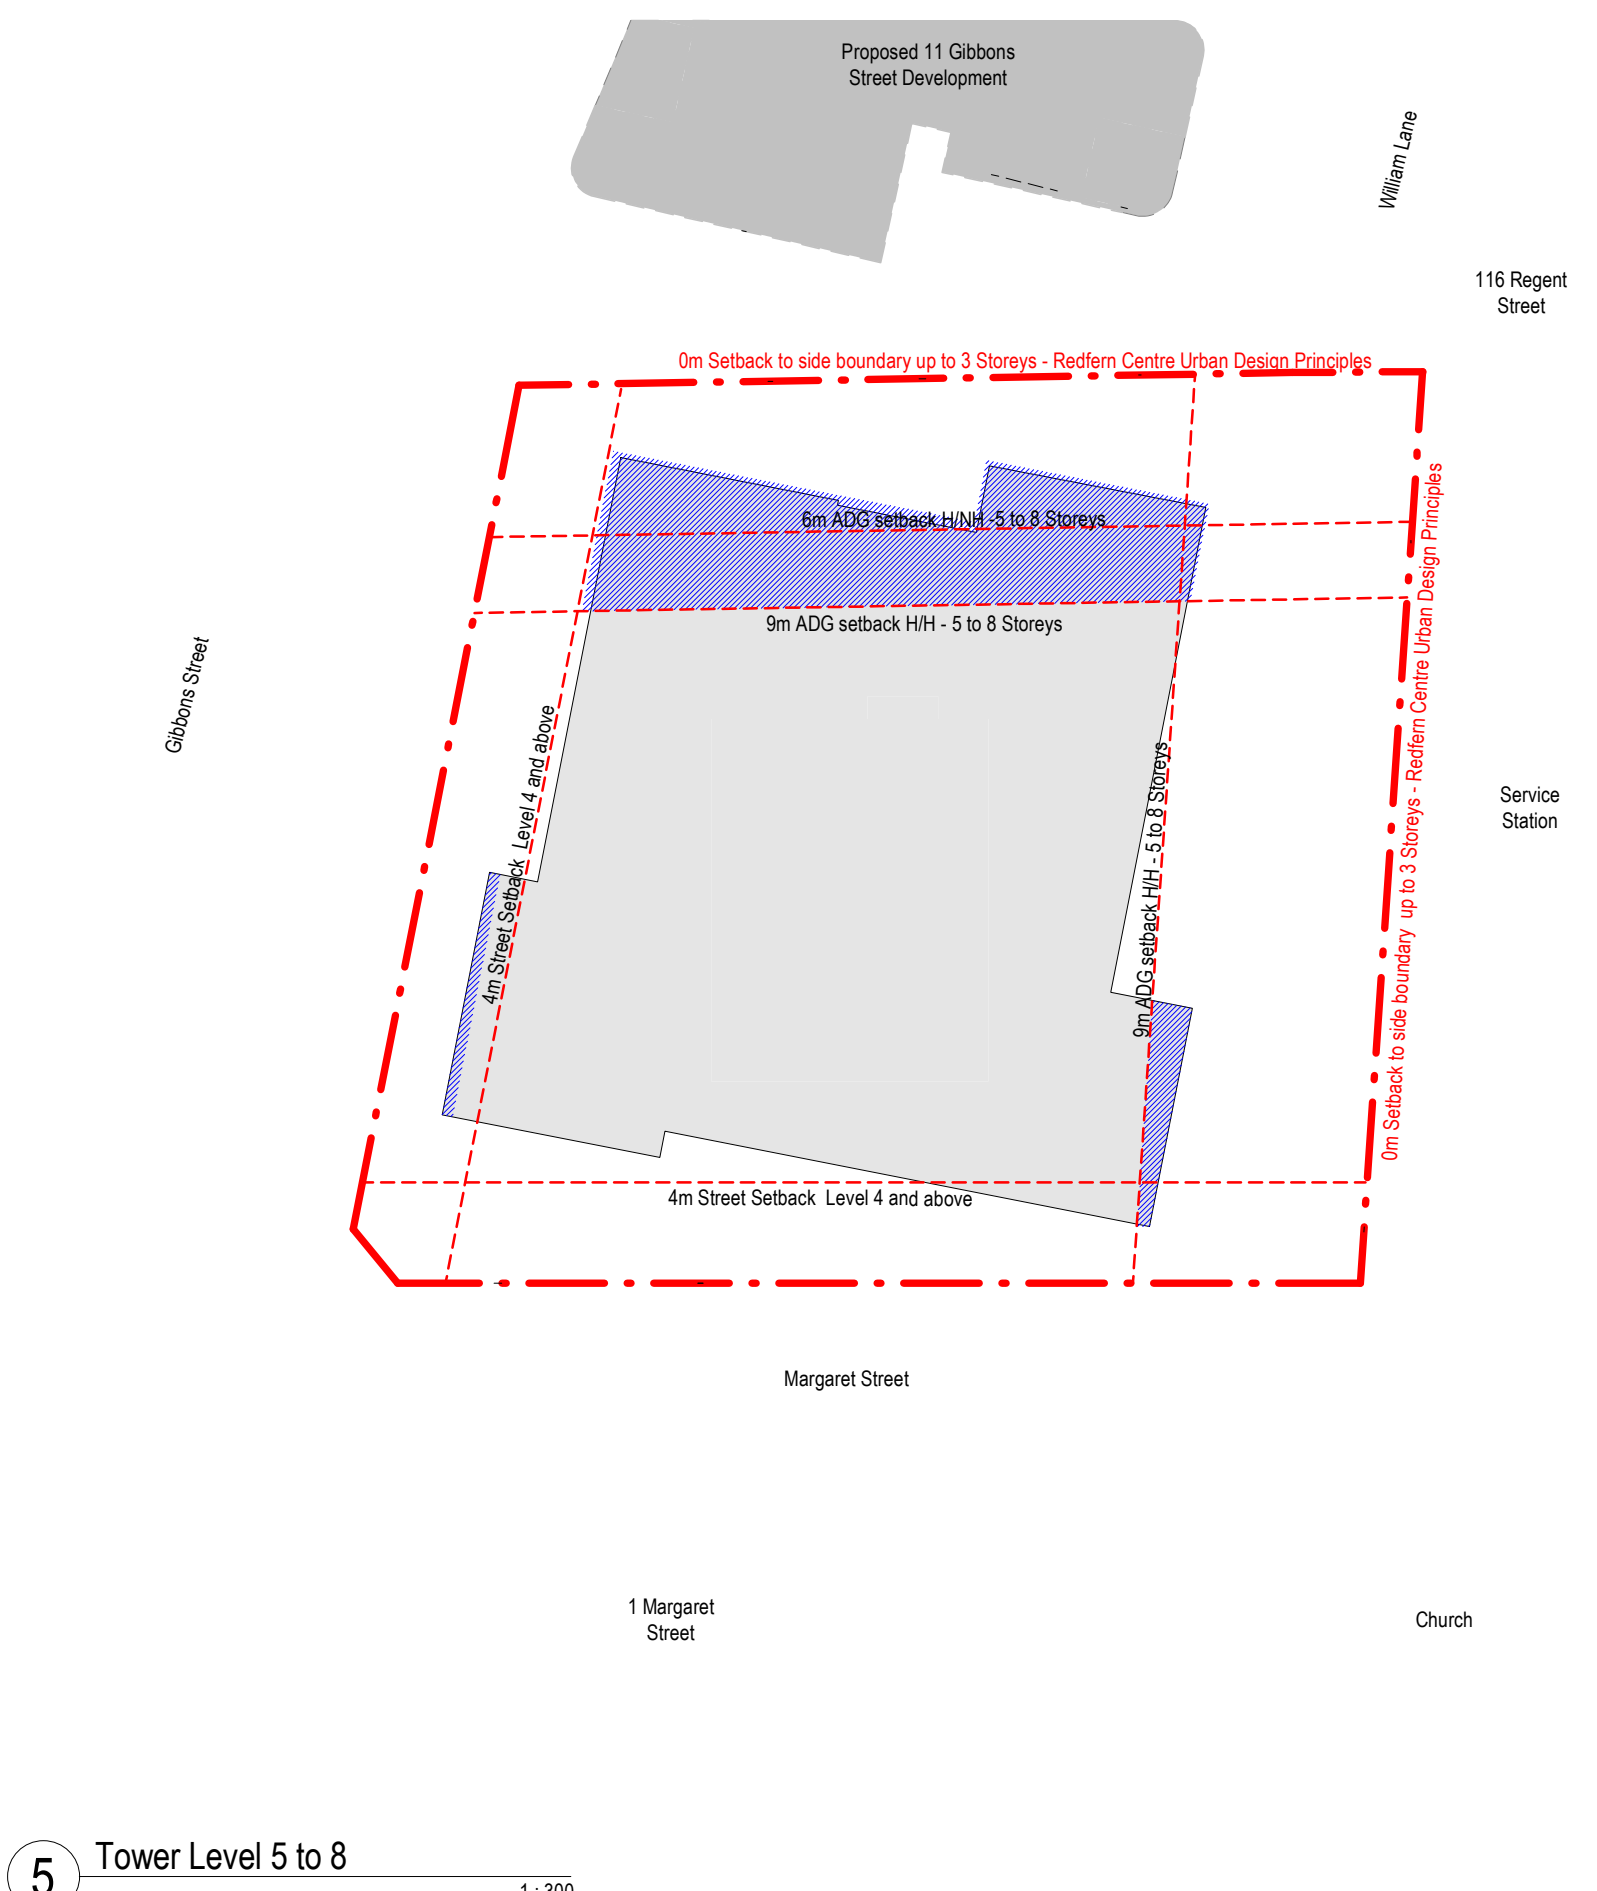 Proposed 11 Gibbons
Street Development
William Lane
116 Regent
Street
0m Setback to side boundary up to 3 Storeys - Redfern Centre Urban Design Principles
6m ADG setback H/NH -5 to 8 Storeys
9m ADG setback H/H - 5 to 8 Storeys
Gibbons Street
4m Street Setback Level 4 and above
9m ADG setback H/H - 5 to 8 Storeys
0m Setback to side boundary up to 3 Storeys - Redfern Centre Urban Design Principles
Service
Station
4m Street Setback Level 4 and above
Margaret Street
1 Margaret
Street
Church
5
Tower Level 5 to 8
1 : 300